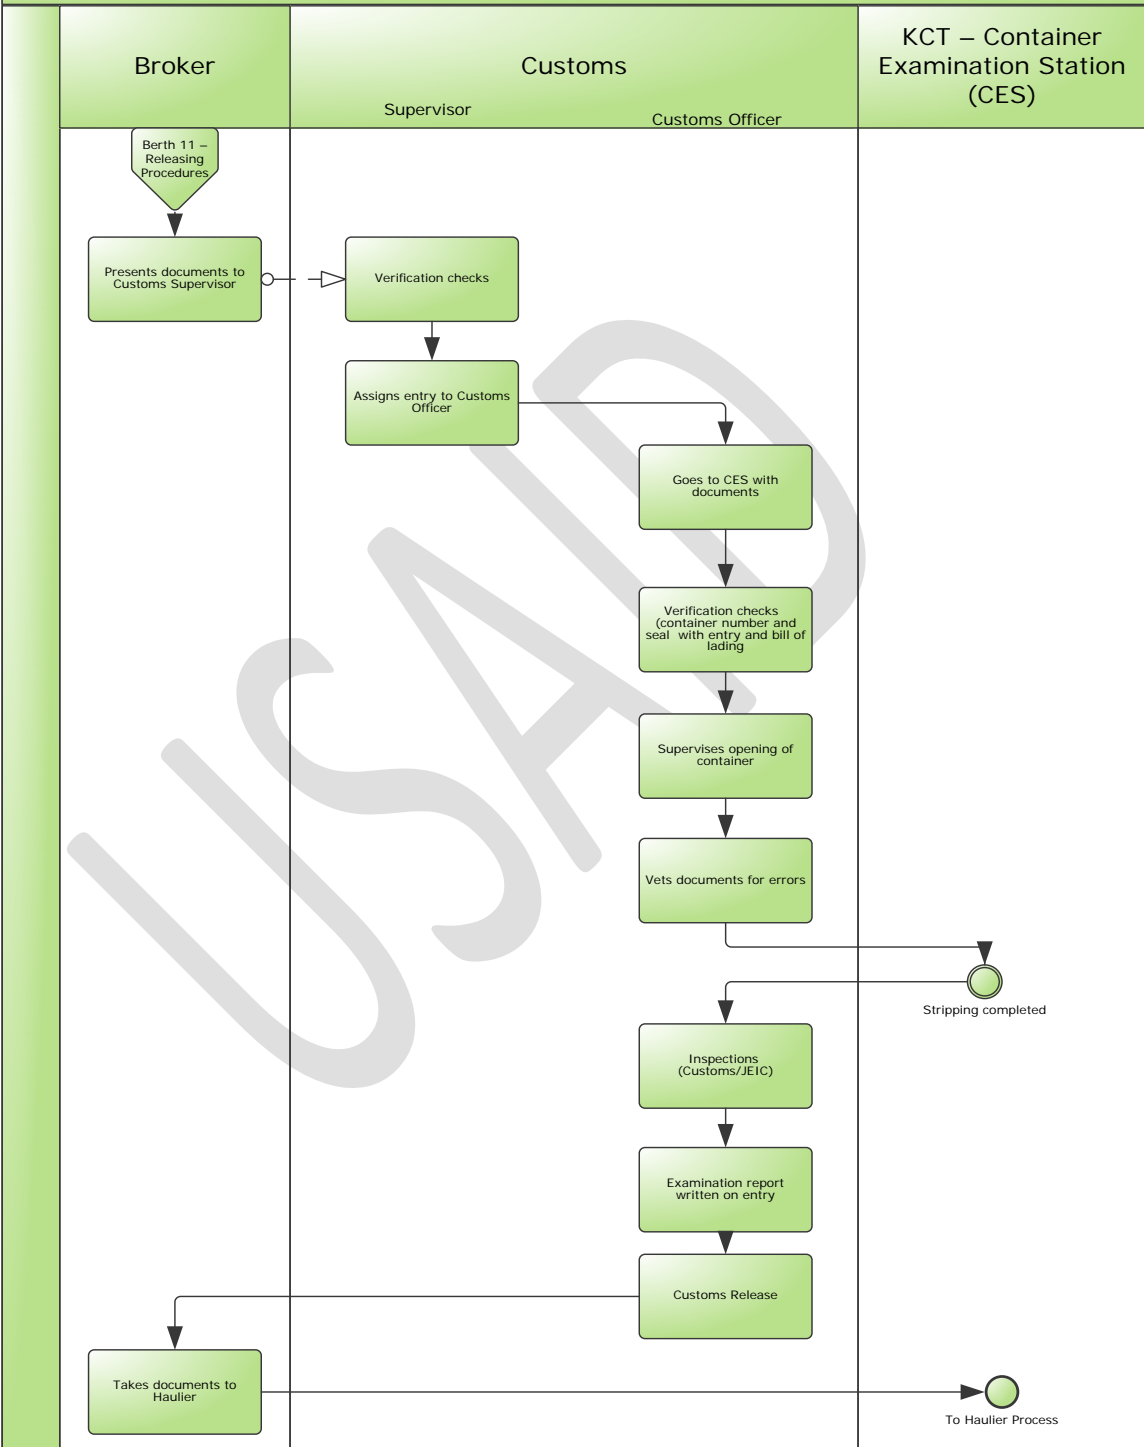 Broker
Customs
Supervisor
Customs Officer
KCT – Container
Examination Station
(CES)
Berth 11 –
Releasing
Procedures
Presents documents to
Customs Supervisor
Verification checks
Assigns entry to Customs
Officer
Goes to CES with
documents
Verification checks
(container number and
seal  with entry and bill of
lading
Supervises opening of
container
Vets documents for errors
Stripping completed
Inspections
(Customs/JEIC)
Examination report
written on entry
Customs Release
Takes documents to
Haulier
To Haulier Process
USAID